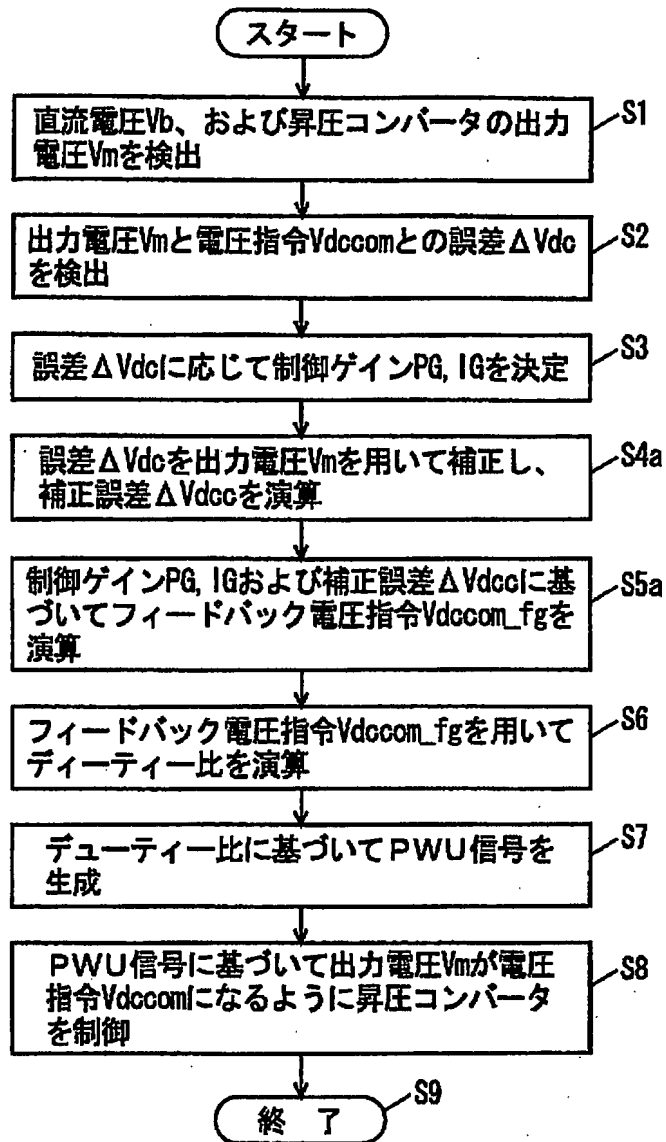 スタート
直流電圧Vb、および昇圧コンバータの出力
電圧Vmを検出
S1
出力電圧Vmと電圧指令Vdccomとの誤差ΔVdc
を検出
S2
誤差ΔVdcに応じて制御ゲインPG, IGを決定
S3
誤差ΔVdcを出力電圧Vmを用いて補正し、
補正誤差ΔVdccを演算
S4a
制御ゲインPG, IGおよび補正誤差ΔVdccに基
づいてフィードバック電圧指令Vdccom_fgを
演算
S5a
フィードバック電圧指令Vdccom_fgを用いて
ディーティー比を演算
S6
デューティー比に基づいてPWU信号を
生成
S7
PWU信号に基づいて出力電圧Vmが電圧
指令Vdccomになるように昇圧コンバータ
を制御
S8
終 了
S9